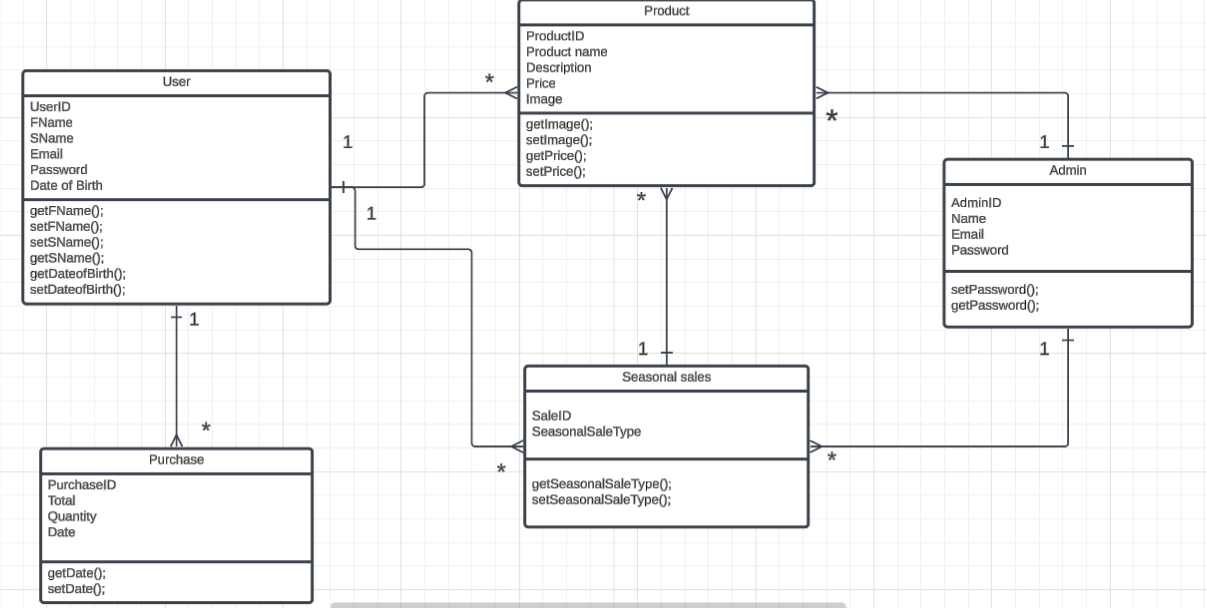 Product
ProductID
Product name
Description
Price
Image
getImage();
setImage();
getPrice();
setPrice();
User
UserID
FName
SName
Email
Password
Date of Birth
getFName();
setFName();
setSName();
getSName();
getDateofBirth();
setDateofBirth();
*
1
1
*
1
Admin
AdminID
Name
Email
Password
setPassword();
getPassword();
*
1
1
1
*
Purchase
PurchaseID
Total
Quantity
Date
getDate();
setDate();
Seasonal sales
SaleID
SeasonalSaleType
getSeasonalSaleType();
setSeasonalSaleType();
*
*